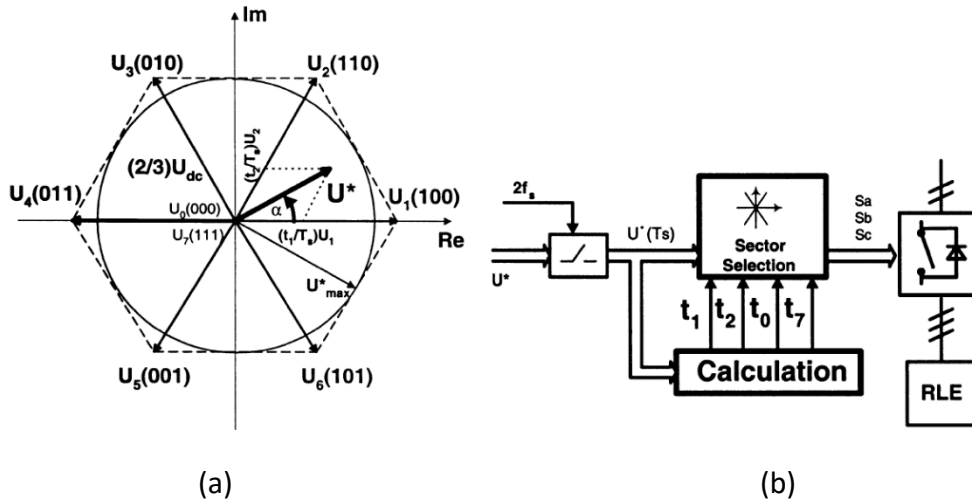 Im
U₃(010)
U₂(110)
(t₂/Tₛ)U₂
(2/3)U_dc
U*
U₄(011)
U₀(000)
α
U₁(100)
U₇(111)
(t₁/Tₛ)U₁
Re
U*max
U₅(001)
U₆(101)
(a)
2fₛ
U*
U*(Ts)
Sector
Selection
Sa
Sb
Sc
t₁ t₂ t₀ t₇
Calculation
RLE
(b)